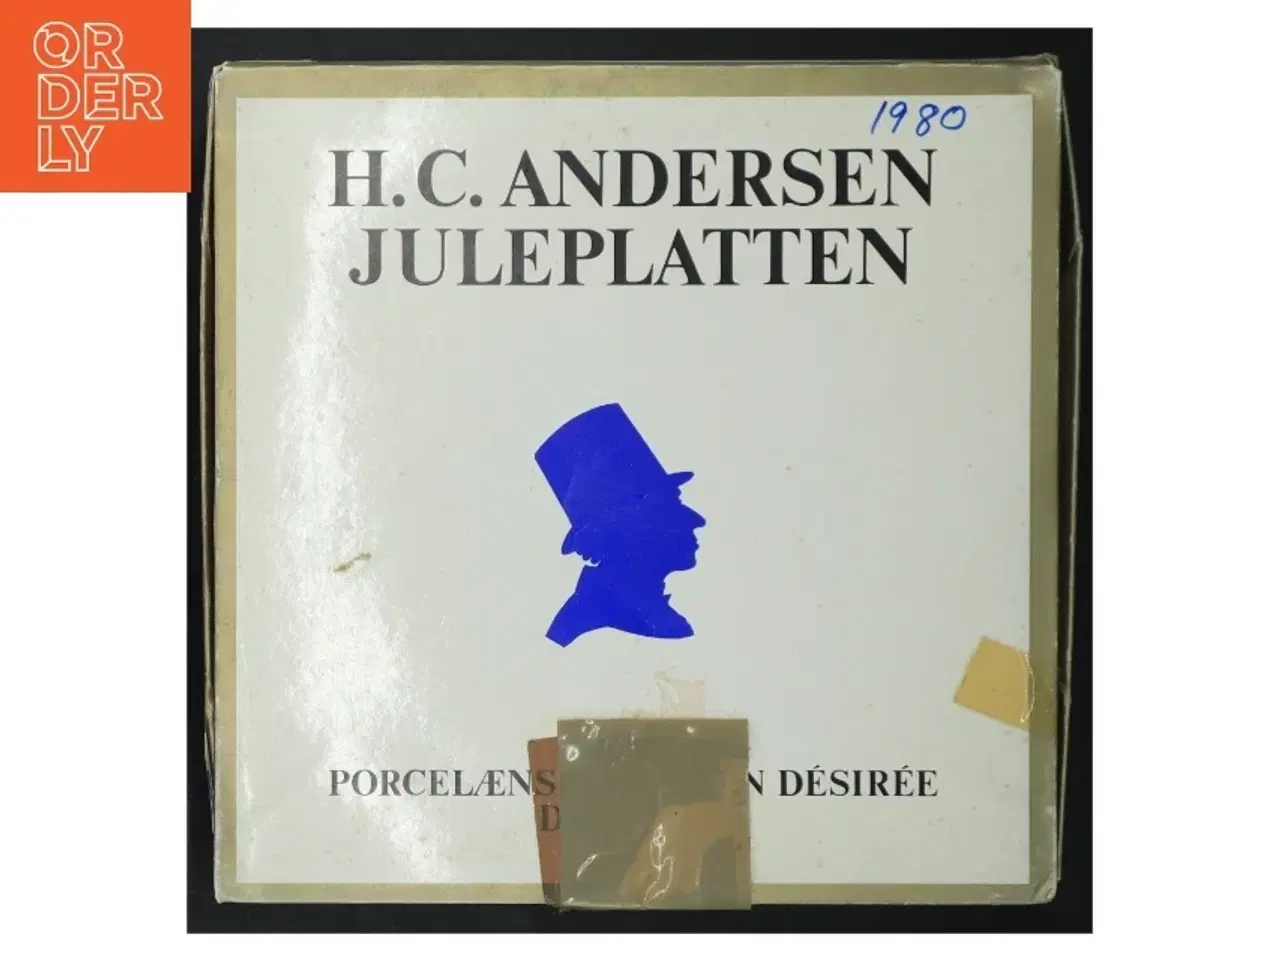 ORDERLY
1980
H.C. ANDERSEN
JULEPLATTEN
PORCELÆNS DÉSIRÉE